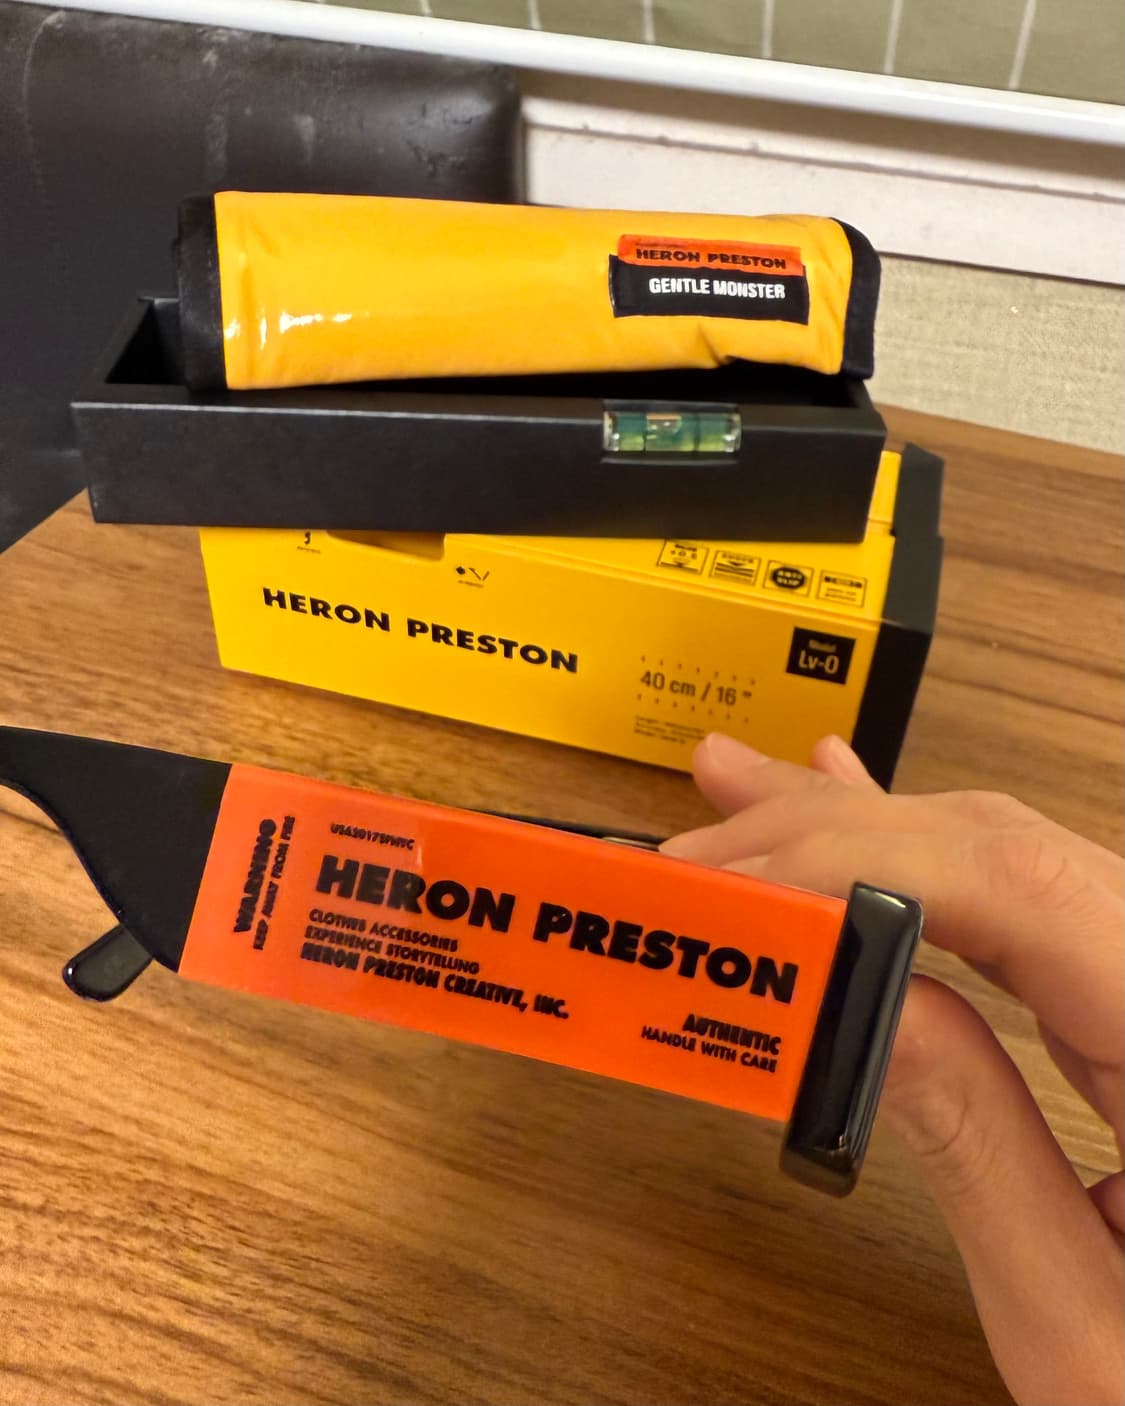 HERON PRESTON
GENTLE MONSTER
HERON PRESTON
Model
Lv-0
40 cm / 16 "
WARNING
KEEP AWAY FROM FIRE
HERON PRESTON
CLOTHES ACCESSORIES
EXPERIENCE STORYTELLING
HERON PRESTON CREATIVE, INC.
AUTHENTIC
HANDLE WITH CARE